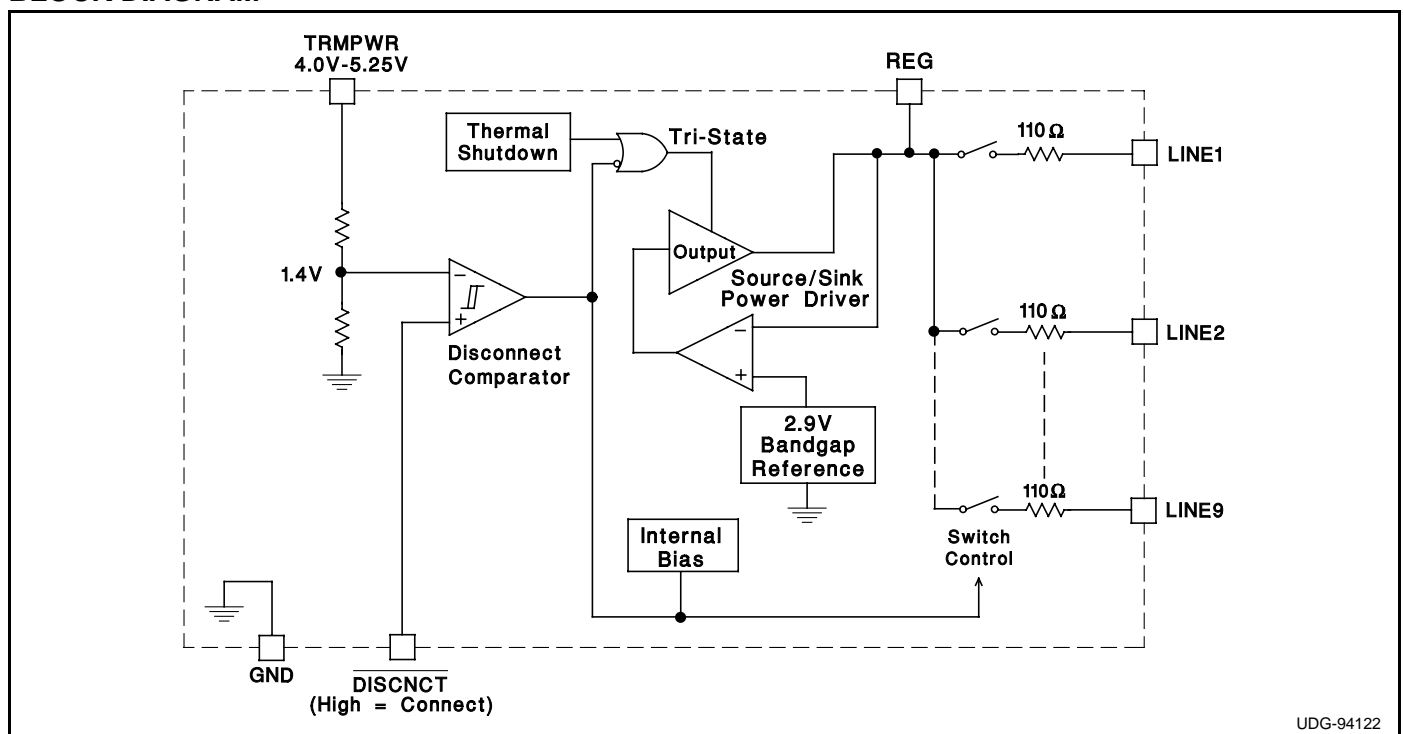 TRMPWR
4.0V-5.25V
REG
Thermal
Shutdown
Tri-State
110Ω
LINE1
Output
1.4V
−
+
Source/Sink
Power Driver
110Ω
LINE2
Disconnect
Comparator
−
+
2.9V
Bandgap
Reference
110Ω
LINE9
Internal
Bias
Switch
Control
GND
DISCNCT
(High = Connect)
UDG-94122